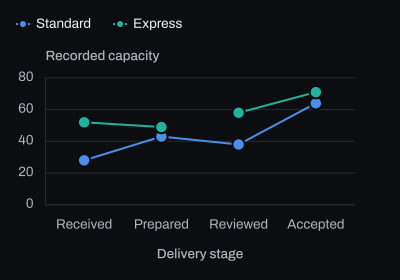 Standard Express
Recorded capacity
80
60
40
20
0
Received Prepared Reviewed Accepted
Delivery stage